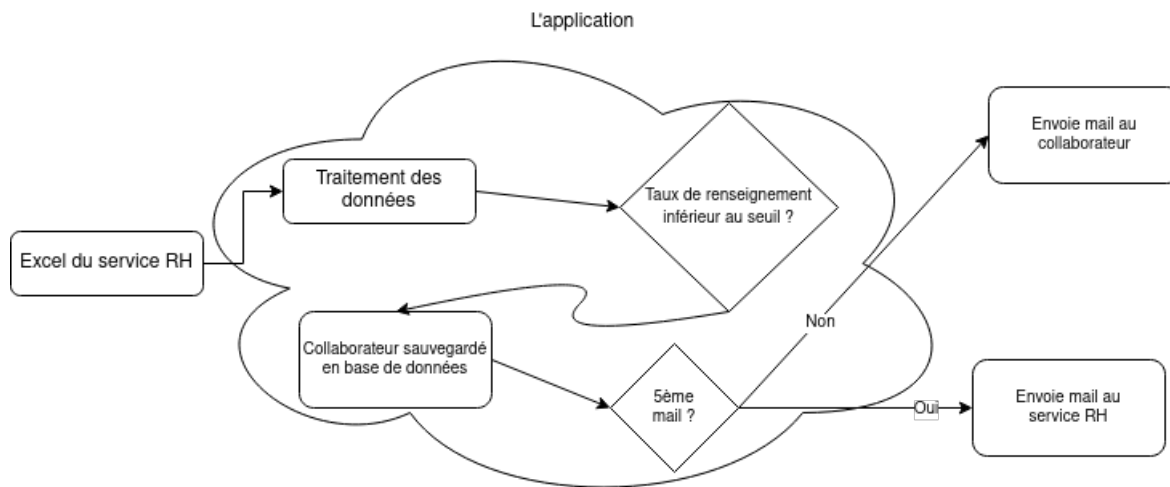 L'application
Excel du service RH
Traitement des
données
Taux de renseignement
inférieur au seuil ?
Collaborateur sauvegardé
en base de données
5ème
mail ?
Non
Envoie mail au
collaborateur
Oui
Envoie mail au
service RH